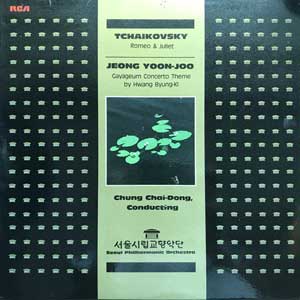 RCA
TCHAIKOVSKY
Romeo & Juliet
JEONG YOON-JOO
Gayageum Concerto Theme
by Hwang Byung-Ki
Chung Chai-Dong,
Conducting
서울시립교향악단
Seoul Philharmonic Orchestra